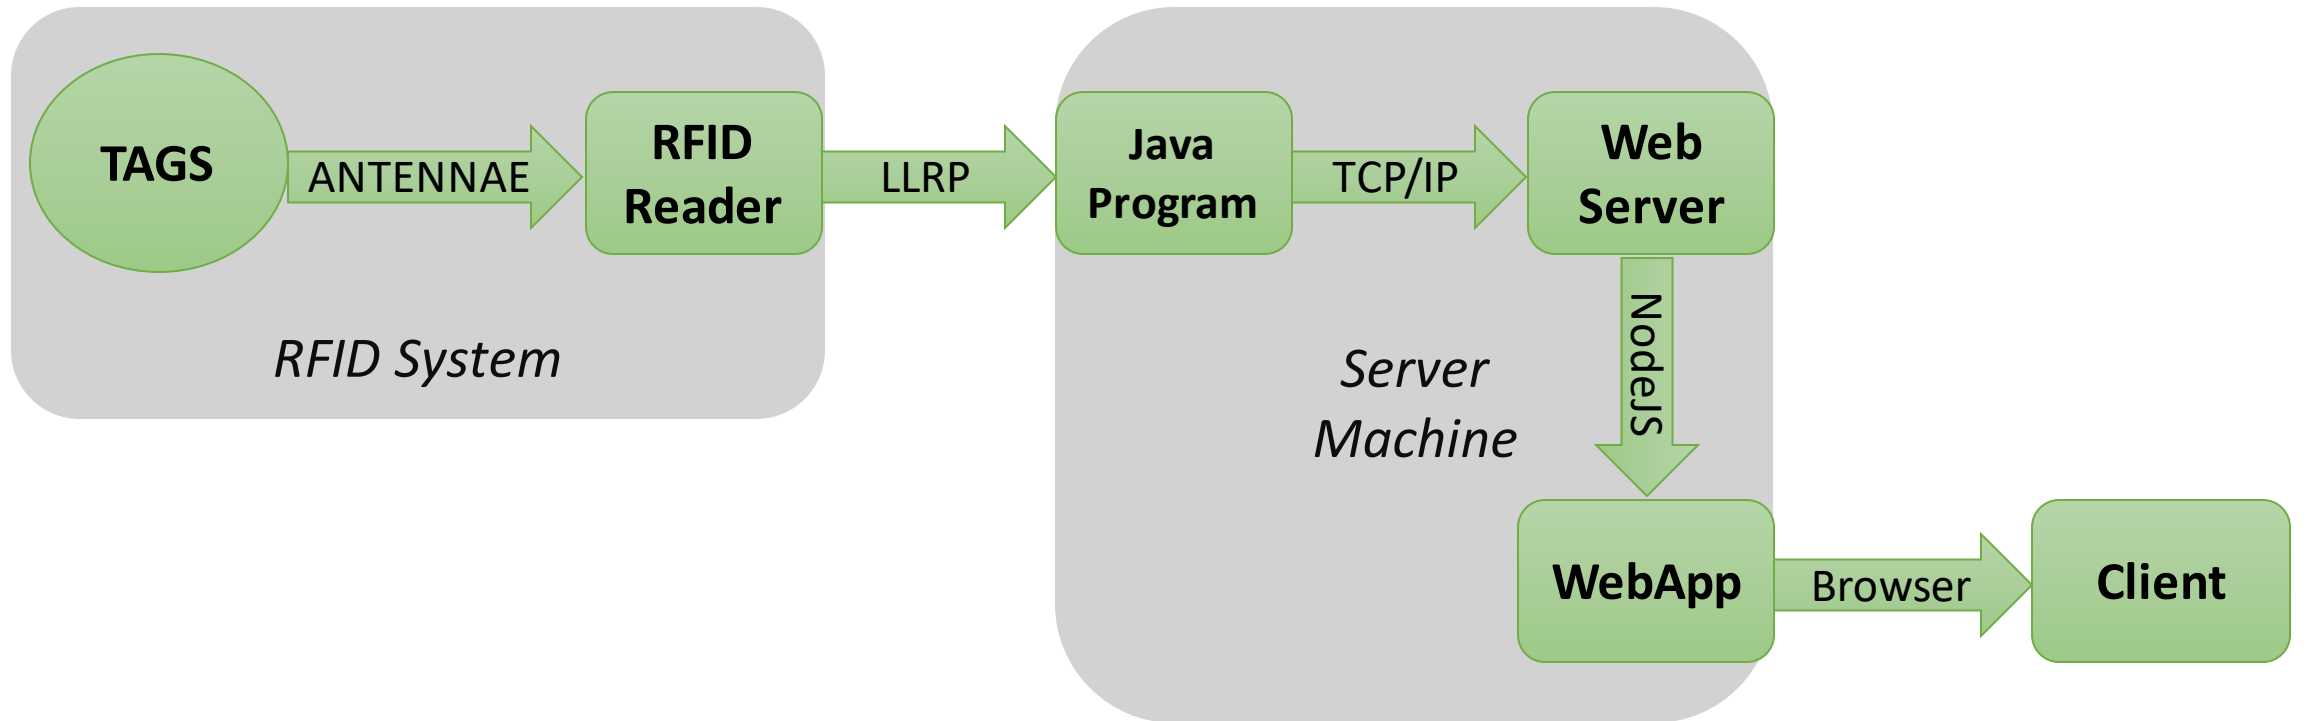 TAGS
ANTENNAE
RFID
Reader
LLRP
Java
Program
TCP/IP
Web
Server
RFID System
NodeJS
Server
Machine
WebApp
Browser
Client